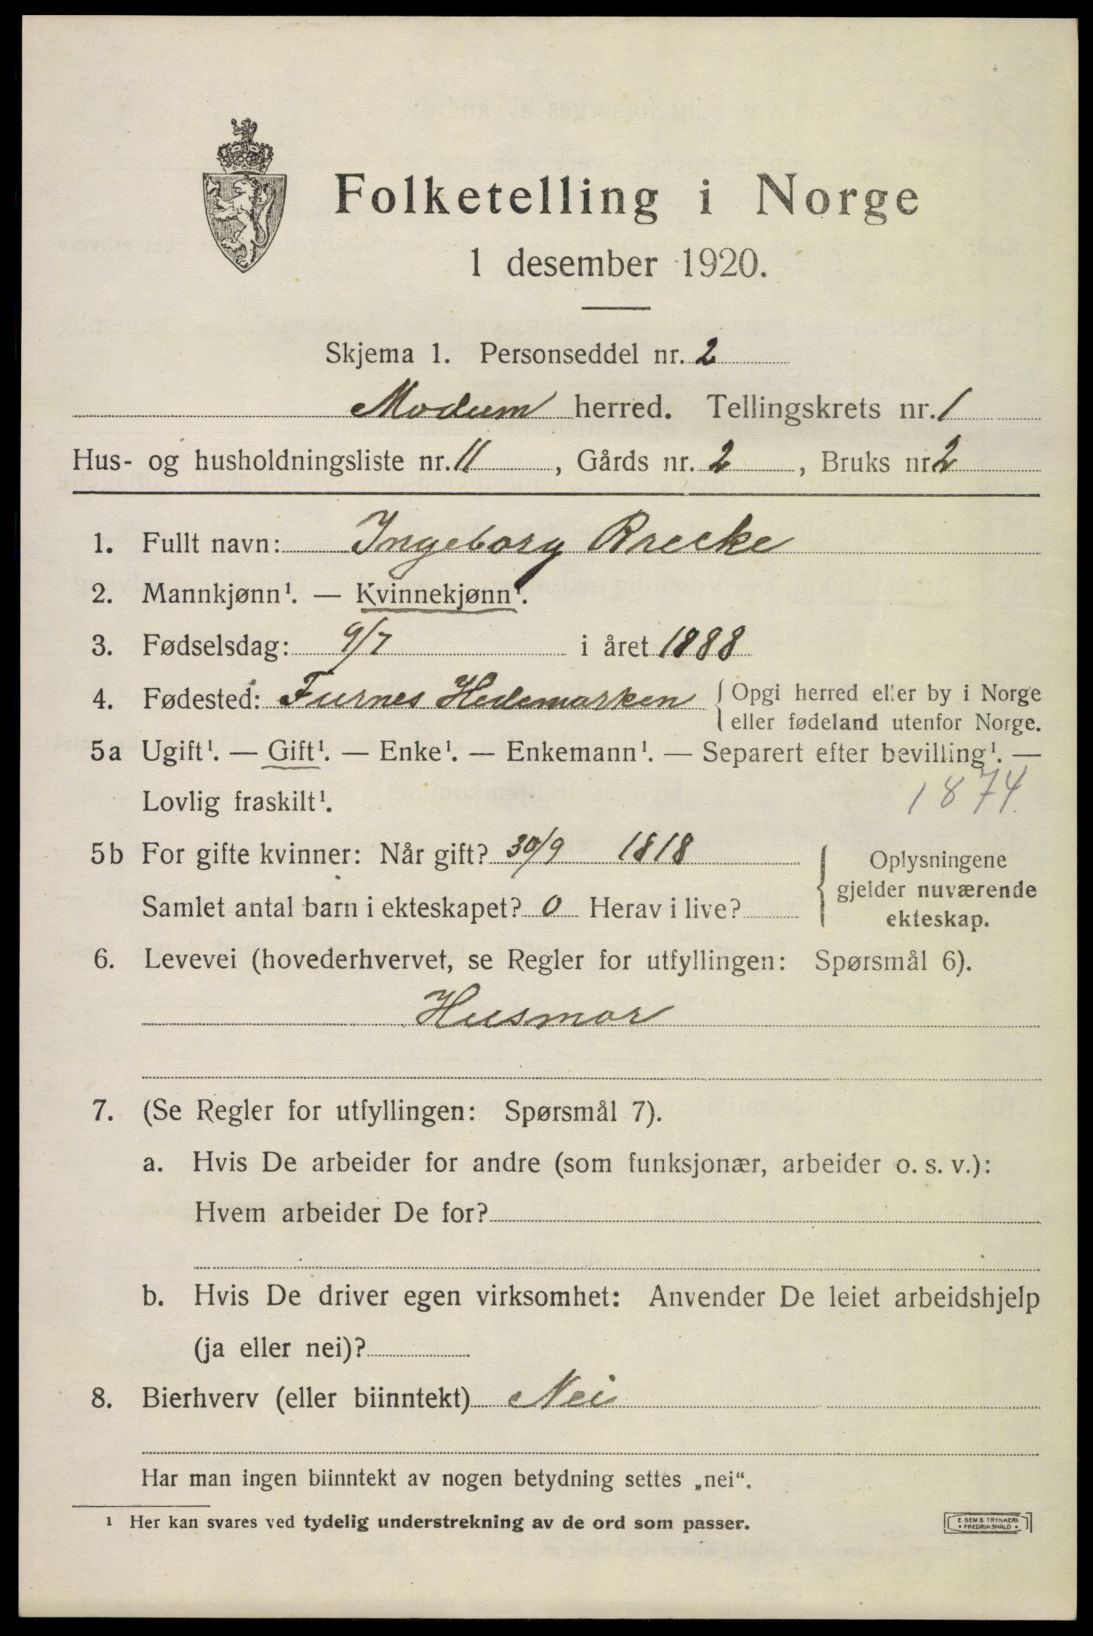 Folketelling i Norge
1 desember 1920.
Skjema 1. Personseddel nr. 2
Modum herred. Tellingskrets nr. 1
Hus- og husholdningsliste nr. 11, Gårds nr. 2, Bruks nr 2
1. Fullt navn: Ingeborg
2. Mannkjønn¹. — Kvinnekjønn¹.
3. Fødselsdag: 9/7 i året 1888
4. Fødested: Furnes Hedemarken { Opgi herred eller by i Norge
eller fødeland utenfor Norge.
5a Ugift¹. — Gift¹. — Enke¹. — Enkemann¹. — Separert efter bevilling¹. —
Lovlig fraskilt¹. 1874
5b For gifte kvinner: Når gift? 30/9 1818
Samlet antal barn i ekteskapet? 0 Herav i live?
{ Oplysningene
gjelder nuværende
ekteskap.
6. Levevei (hovederhvervet, se Regler for utfyllingen: Spørsmål 6).
Husmor
7. (Se Regler for utfyllingen: Spørsmål 7).
a. Hvis De arbeider for andre (som funksjonær, arbeider o. s. v.):
Hvem arbeider De for?
b. Hvis De driver egen virksomhet: Anvender De leiet arbeidshjelp
(ja eller nei)?
8. Bierhverv (eller biinntekt) Nei
Har man ingen biinntekt av nogen betydning settes „nei“.
¹ Her kan svares ved tydelig understrekning av de ord som passer.
E. SEMS TRYKKERI
• FREDRIKSHALD •